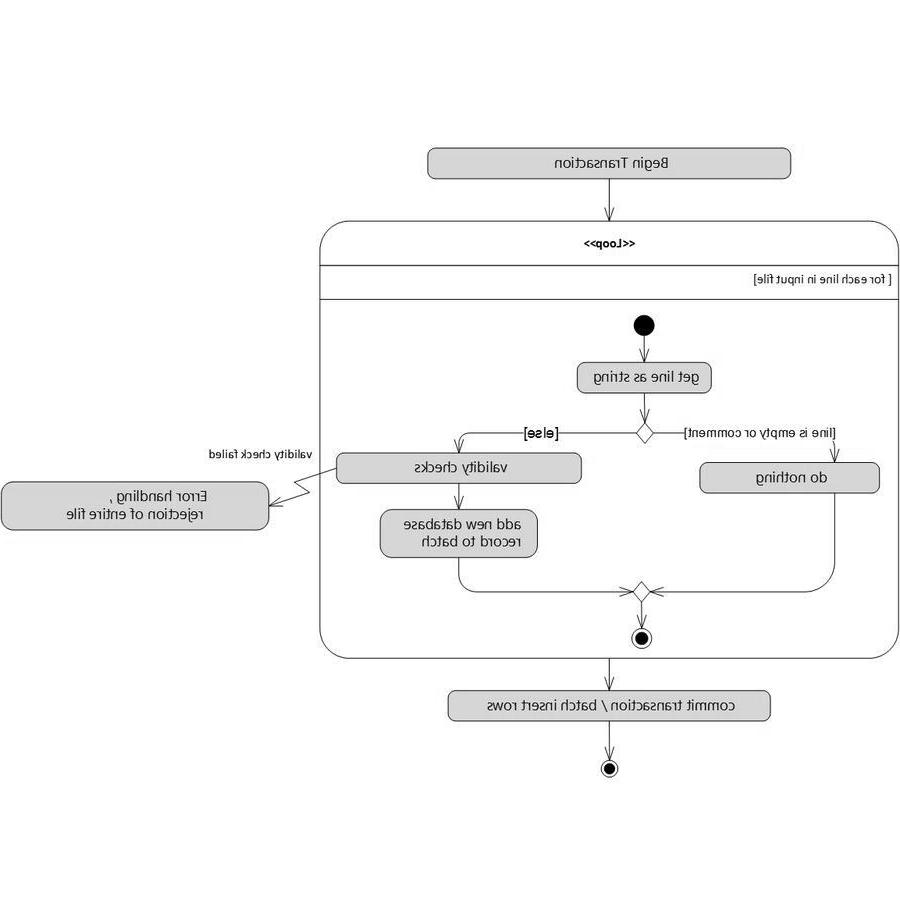 Begin Transaction
<<Loop>>
[ for each line in input file]
get line as string
[line is empty or comment]
[else]
validity checks
do nothing
validity check failed
Error handling ,
rejection of entire file
add new database
record to batch
commit transaction / batch insert rows